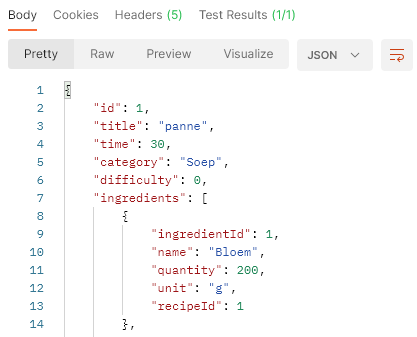 Body Cookies Headers (5) Test Results (1/1)
Pretty Raw Preview Visualize JSON
1 {
2 "id": 1,
3 "title": "panne",
4 "time": 30,
5 "category": "Soep",
6 "difficulty": 0,
7 "ingredients": [
8 {
9 "ingredientId": 1,
10 "name": "Bloem",
11 "quantity": 200,
12 "unit": "g",
13 "recipeId": 1
14 },